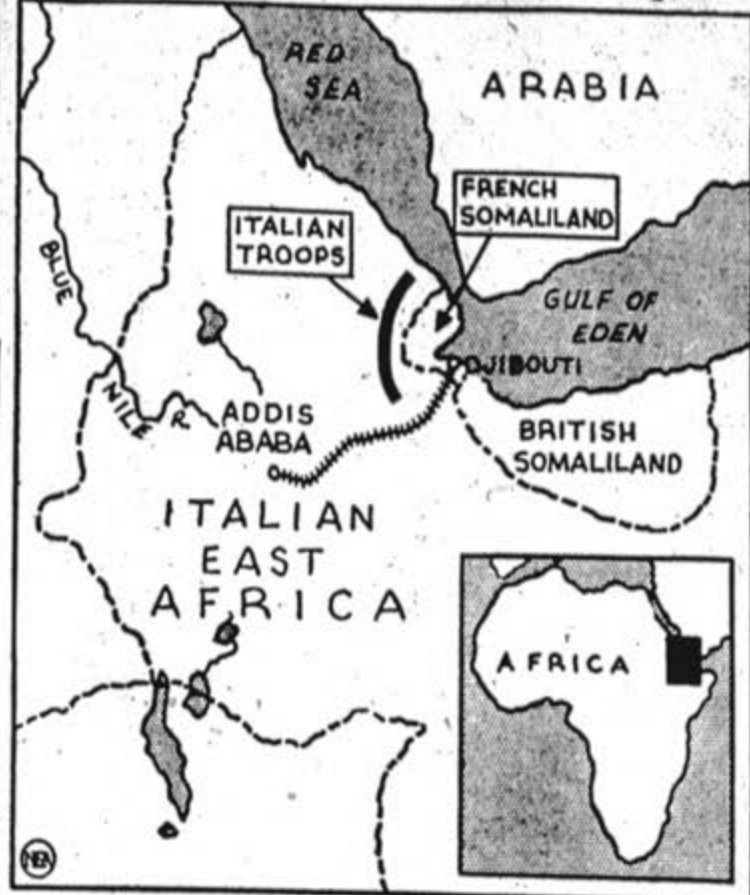 RED
SEA
ARABIA
FRENCH
SOMALILAND
ITALIAN
TROOPS
BLUE
NILE
R.
GULF OF
EDEN
DJIBOUTI
ADDIS
ABABA
BRITISH
SOMALILAND
ITALIAN
EAST
AFRICA
AFRICA
NEA